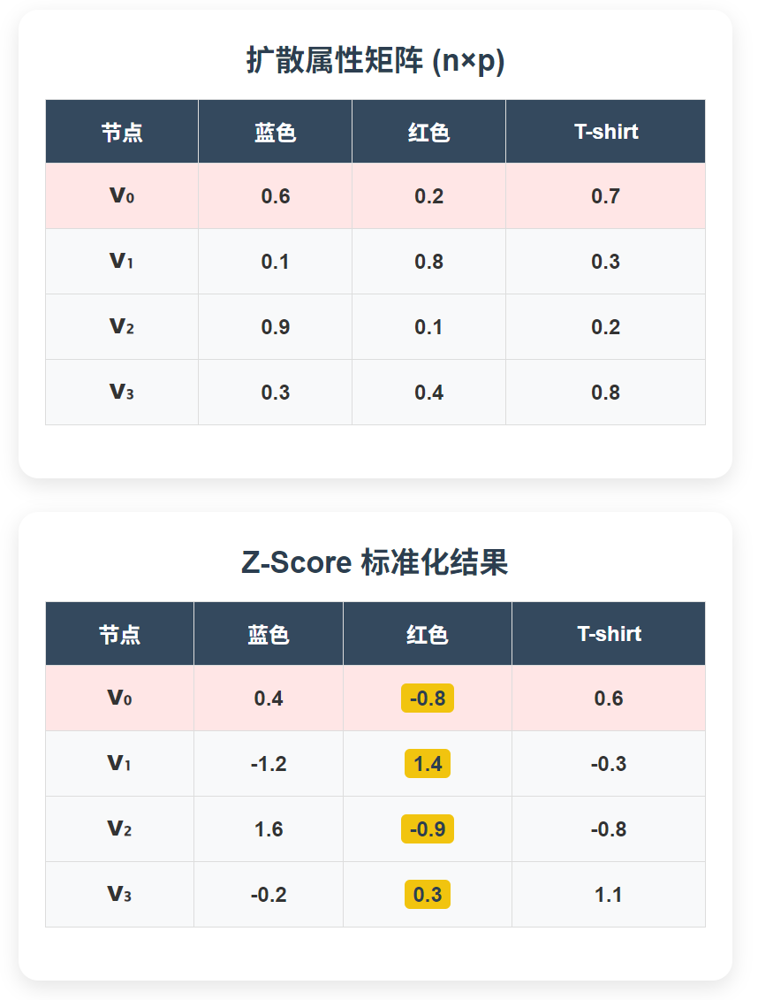 扩散属性矩阵 (n×p)
节点 蓝色 红色 T-shirt
v₀ 0.6 0.2 0.7
v₁ 0.1 0.8 0.3
v₂ 0.9 0.1 0.2
v₃ 0.3 0.4 0.8
Z-Score 标准化结果
节点 蓝色 红色 T-shirt
v₀ 0.4 -0.8 0.6
v₁ -1.2 1.4 -0.3
v₂ 1.6 -0.9 -0.8
v₃ -0.2 0.3 1.1